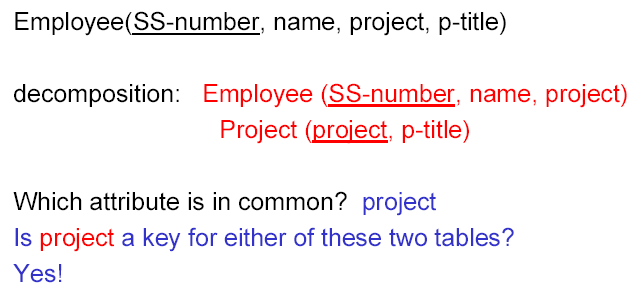 Employee(SS-number, name, project, p-title)
decomposition: Employee (SS-number, name, project)
Project (project, p-title)
Which attribute is in common? project
Is project a key for either of these two tables?
Yes!